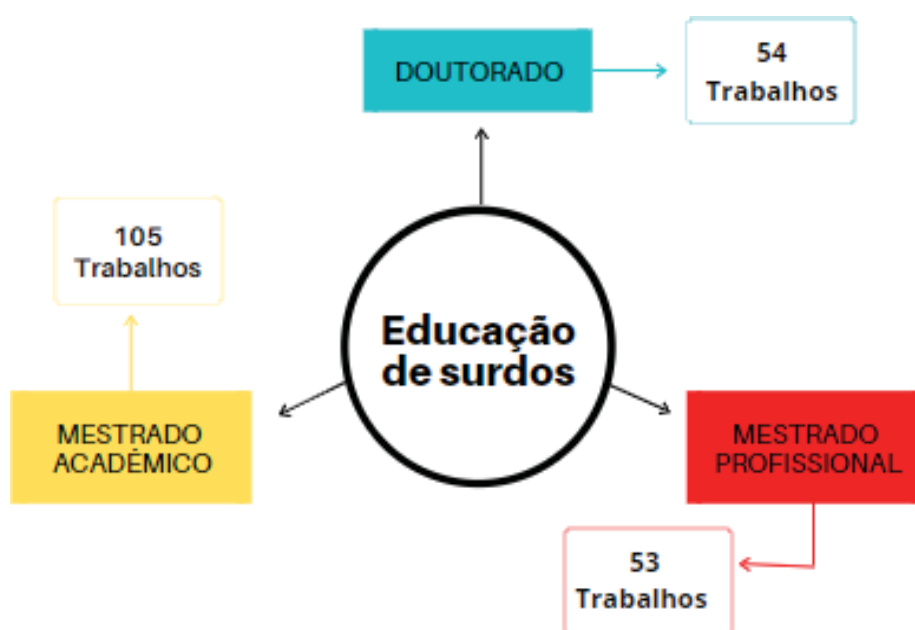 DOUTORADO
54
Trabalhos
105
Trabalhos
Educação
de surdos
MESTRADO
ACADÊMICO
MESTRADO
PROFISSIONAL
53
Trabalhos